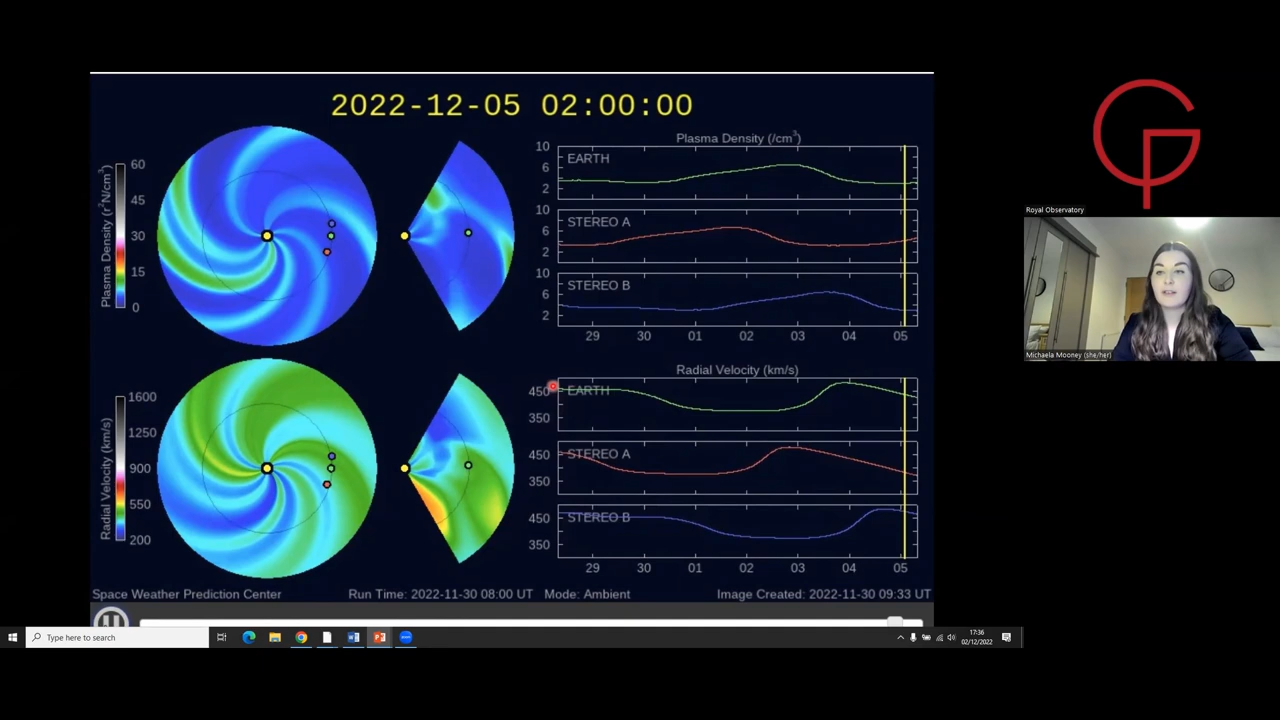 2022-12-05 02:00:00
Plasma Density (r²N/cm³)
60
45
30
15
0
Plasma Density (/cm³)
10
6
2
EARTH
10
6
2
STEREO A
10
6
2
STEREO B
29 30 01 02 03 04 05
Radial Velocity (km/s)
1600
1250
900
550
200
Radial Velocity (km/s)
450
350
EARTH
450
350
STEREO A
450
350
STEREO B
29 30 01 02 03 04 05
Space Weather Prediction Center Run Time: 2022-11-30 08:00 UT Mode: Ambient Image Created: 2022-11-30 09:33 UT
Type here to search
17:36
02/12/2022
Royal Observatory
Michaela Mooney (she/her)